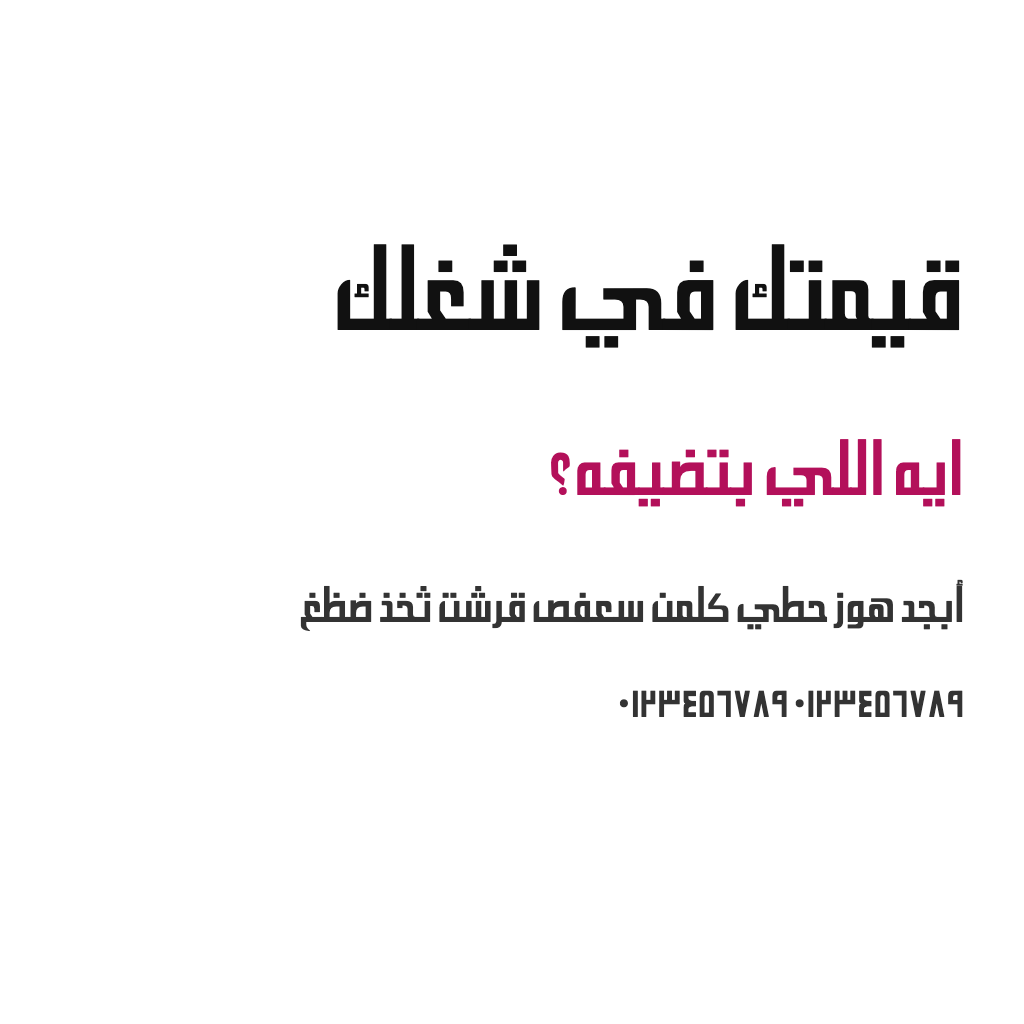 قيمتك في شغلك
ايه اللي بتضيفه؟
أبجد هوز حطي كلمن سعفص قرشت ثخذ ضظغ
٠١٢٣٤٥٦٧٨٩ ٠١٢٣٤٥٦٧٨٩